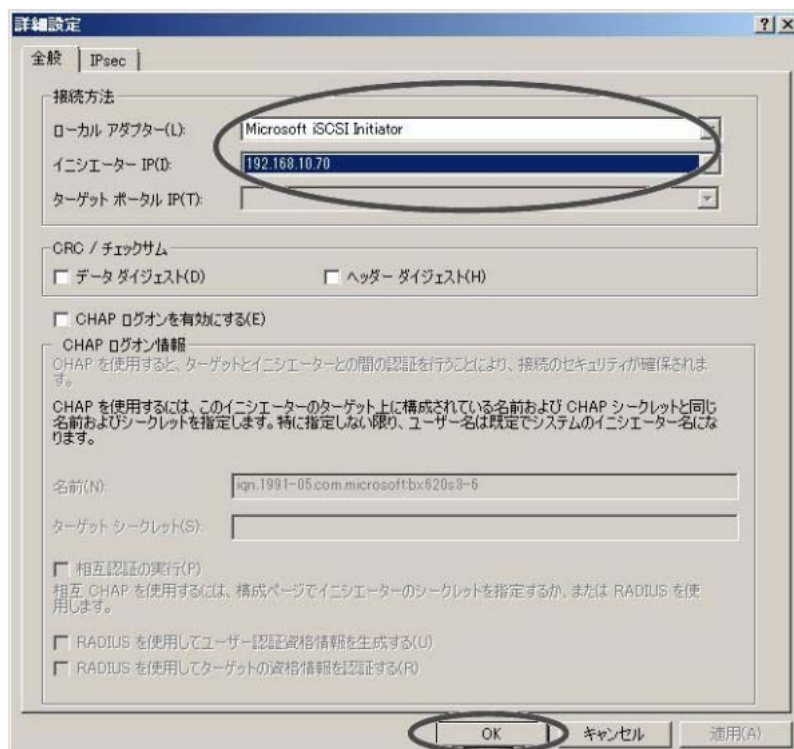 詳細設定
全般
IPsec
接続方法
ローカル アダプター(L):
Microsoft iSCSI Initiator
イニシエーター IP(I):
192.168.10.70
ターゲット ポータル IP(T):
CRC / チェックサム
データ ダイジェスト(D)
ヘッダー ダイジェスト(H)
CHAP ログオンを有効にする(E)
CHAP ログオン情報
CHAP を使用すると、ターゲットとイニシエーターとの間の認証を行うことにより、接続のセキュリティが確保されま
す。
CHAP を使用するには、このイニシエーターのターゲット上に構成されている名前および CHAP シークレットと同じ
名前およびシークレットを指定します。特に指定しない限り、ユーザー名は既定でシステムのイニシエーター名にな
ります。
名前(N):
iqn.1991-05.com.microsoft:bx620s3-6
ターゲット シークレット(S):
相互認証の実行(P)
相互 CHAP を使用するには、構成ページでイニシエーターのシークレットを指定するか、または RADIUS を使
用します。
RADIUS を使用してユーザー認証資格情報を生成する(U)
RADIUS を使用してターゲットの資格情報を認証する(R)
OK
キャンセル
適用(A)